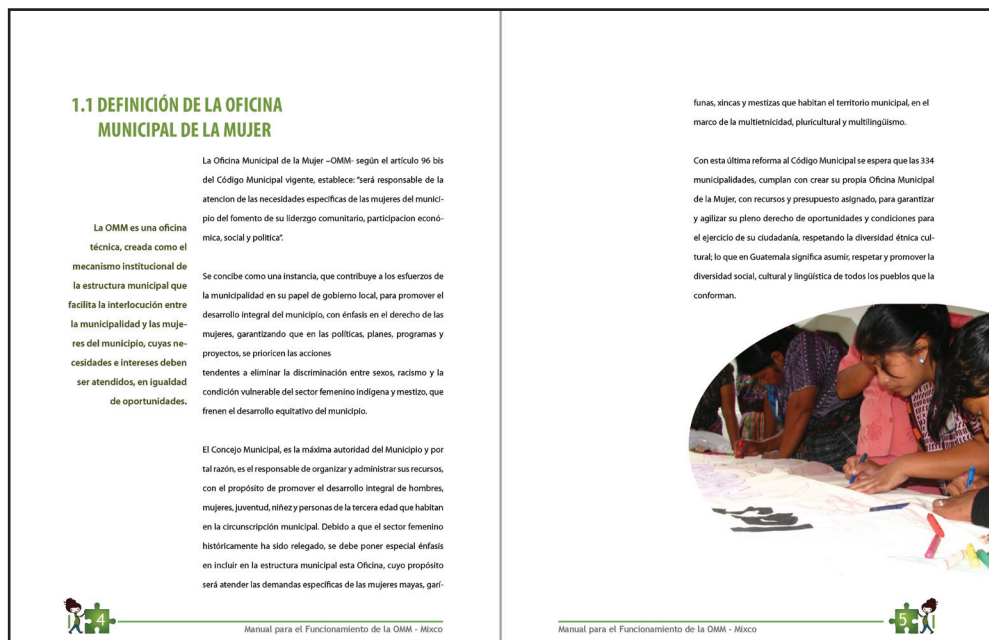 1.1 DEFINICIÓN DE LA OFICINA
MUNICIPAL DE LA MUJER
La Oficina Municipal de la Mujer –OMM- según el artículo 96 bis
del Código Municipal vigente, establece: "será responsable de la
atencion de las necesidades específicas de las mujeres del munici-
pio del fomento de su liderzgo comunitario, participacion econó-
mica, social y política".
La OMM es una oficina
técnica, creada como el
mecanismo institucional de
la estructura municipal que
facilita la interlocución entre
la municipalidad y las muje-
res del municipio, cuyas ne-
cesidades e intereses deben
ser atendidos, en igualdad
de oportunidades.
Se concibe como una instancia, que contribuye a los esfuerzos de
la municipalidad en su papel de gobierno local, para promover el
desarrollo integral del municipio, con énfasis en el derecho de las
mujeres, garantizando que en las políticas, planes, programas y
proyectos, se prioricen las acciones
tendentes a eliminar la discriminación entre sexos, racismo y la
condición vulnerable del sector femenino indígena y mestizo, que
frenen el desarrollo equitativo del municipio.
El Concejo Municipal, es la máxima autoridad del Municipio y por
tal razón, es el responsable de organizar y administrar sus recursos,
con el propósito de promover el desarrollo integral de hombres,
mujeres, juventud, niñez y personas de la tercera edad que habitan
en la circunscripción municipal. Debido a que el sector femenino
históricamente ha sido relegado, se debe poner especial énfasis
en incluir en la estructura municipal esta Oficina, cuyo propósito
será atender las demandas específicas de las mujeres mayas, garí-
4
Manual para el Funcionamiento de la OMM - Mixco
funas, xincas y mestizas que habitan el territorio municipal, en el
marco de la multietnicidad, pluricultural y multilingüismo.
Con esta última reforma al Código Municipal se espera que las 334
municipalidades, cumplan con crear su propia Oficina Municipal
de la Mujer, con recursos y presupuesto asignado, para garantizar
y agilizar su pleno derecho de oportunidades y condiciones para
el ejercicio de su ciudadanía, respetando la diversidad étnica cul-
tural; lo que en Guatemala significa asumir, respetar y promover la
diversidad social, cultural y lingüística de todos los pueblos que la
conforman.
Manual para el Funcionamiento de la OMM - Mixco
5